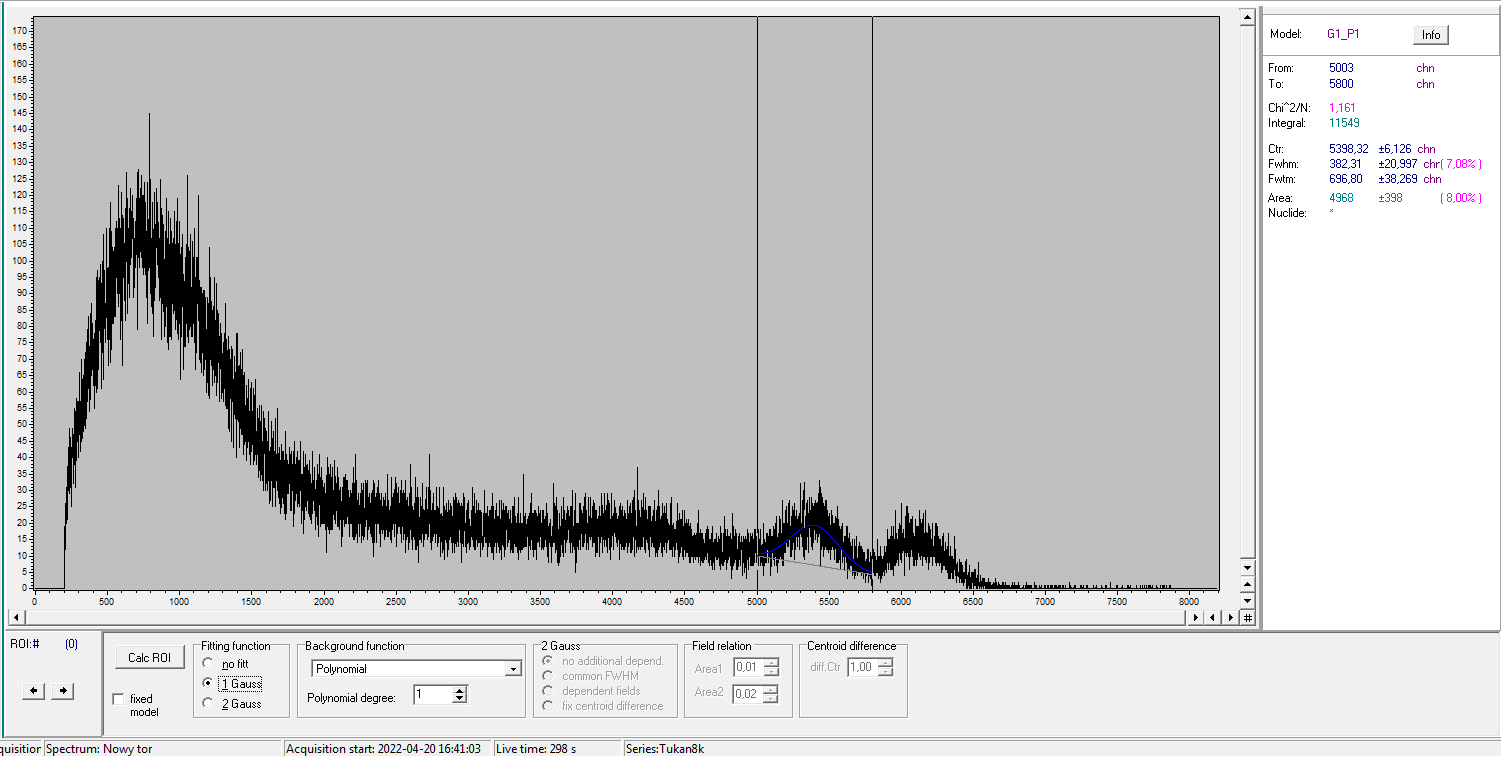 170
165
160
155
150
145
140
135
130
125
120
115
110
105
100
95
90
85
80
75
70
65
60
55
50
45
40
35
30
25
20
15
10
5
0
0 500 1000 1500 2000 2500 3000 3500 4000 4500 5000 5500 6000 6500 7000 7500 8000
#
Model: G1_P1 Info
From: 5003 chn
To: 5800 chn
Chi^2/N: 1,161
Integral: 11549
Ctr: 5398,32 ±6,126 chn
Fwhm: 382,31 ±20,997 chr( 7,08% )
Fwtm: 696,80 ±38,269 chn
Area: 4968 ±398 ( 8,00% )
Nuclide: *
ROI:# (0)
Calc ROI
fixed
model
Fitting function
no fitt
1 Gauss
2 Gauss
Background function
Polynomial
Polynomial degree: 1
2 Gauss
no additional depend.
common FWHM
dependent fields
fix centroid difference
Field relation
Area1 0,01
Area2 0,02
Centroid difference
diff.Ctr 1,00
quisition Spectrum: Nowy tor Acquisition start: 2022-04-20 16:41:03 Live time: 298 s Series:Tukan8k